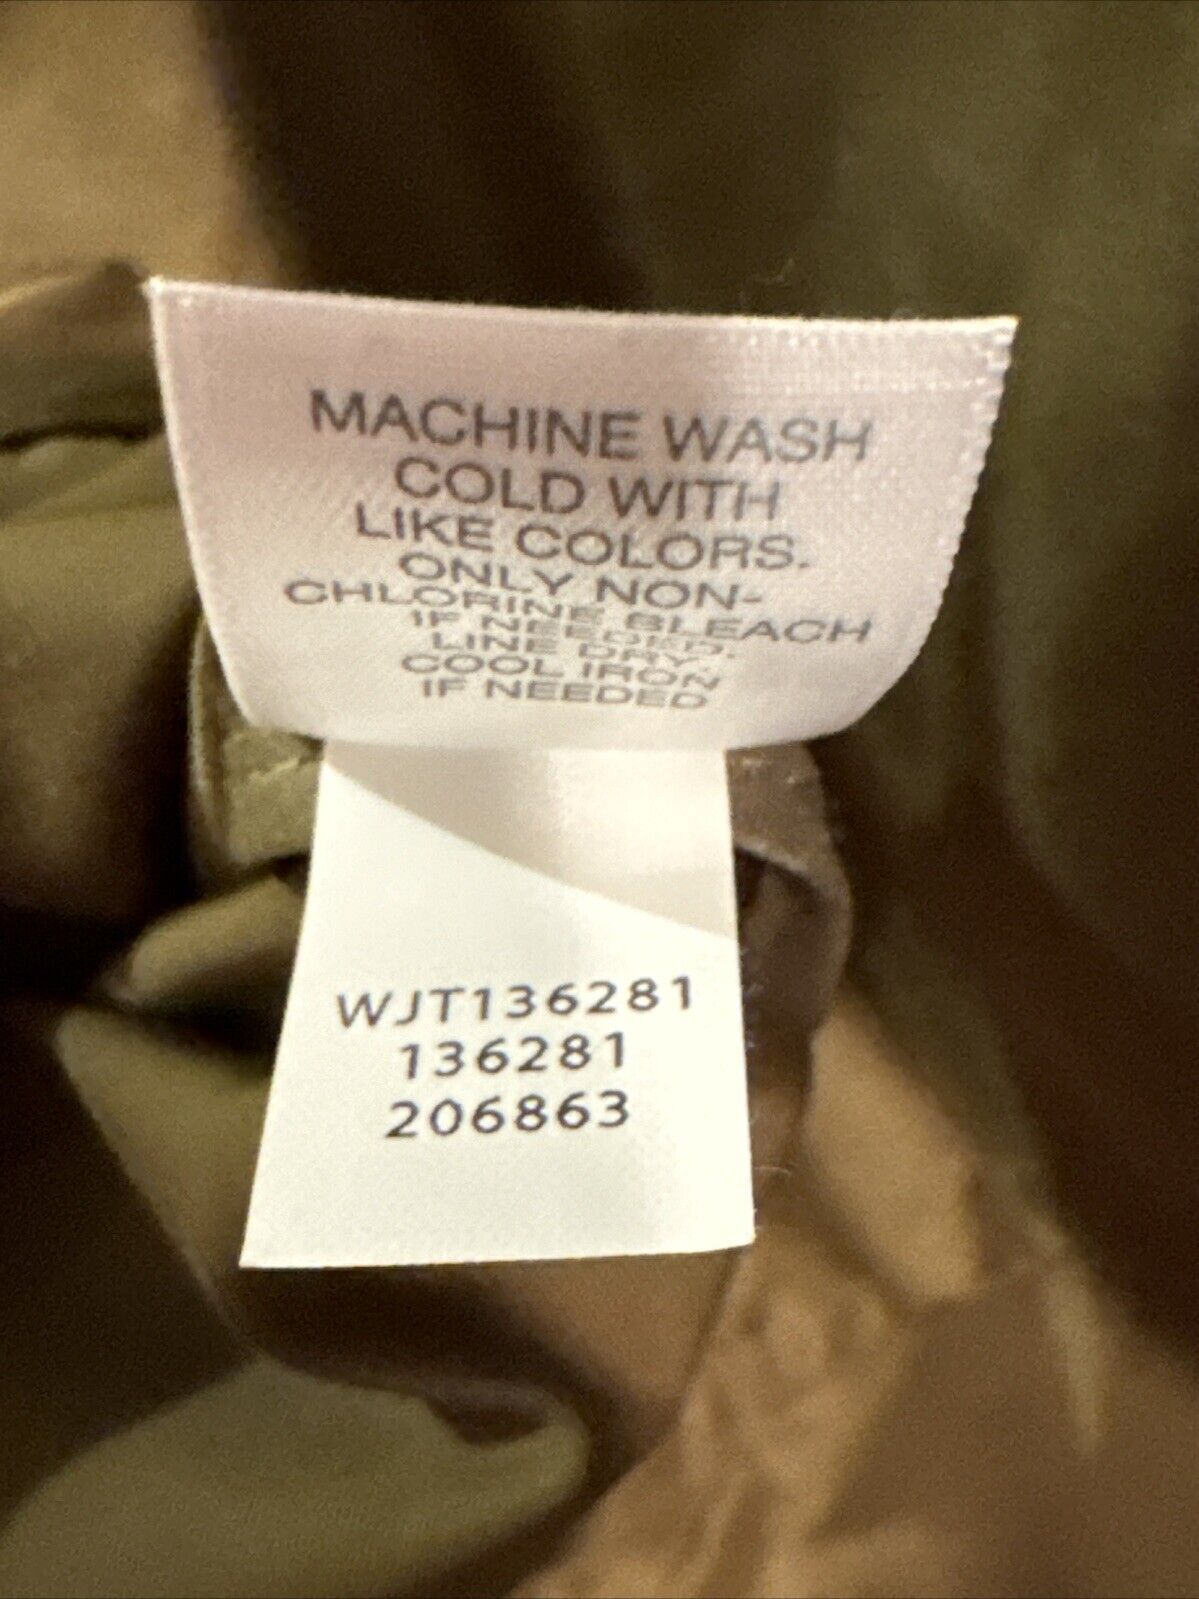 MACHINE WASH
COLD WITH
LIKE COLORS.
ONLY NON-
CHLORINE BLEACH
IF NEEDED.
LINE DRY.
COOL IRON
IF NEEDED
WJT136281
136281
206863